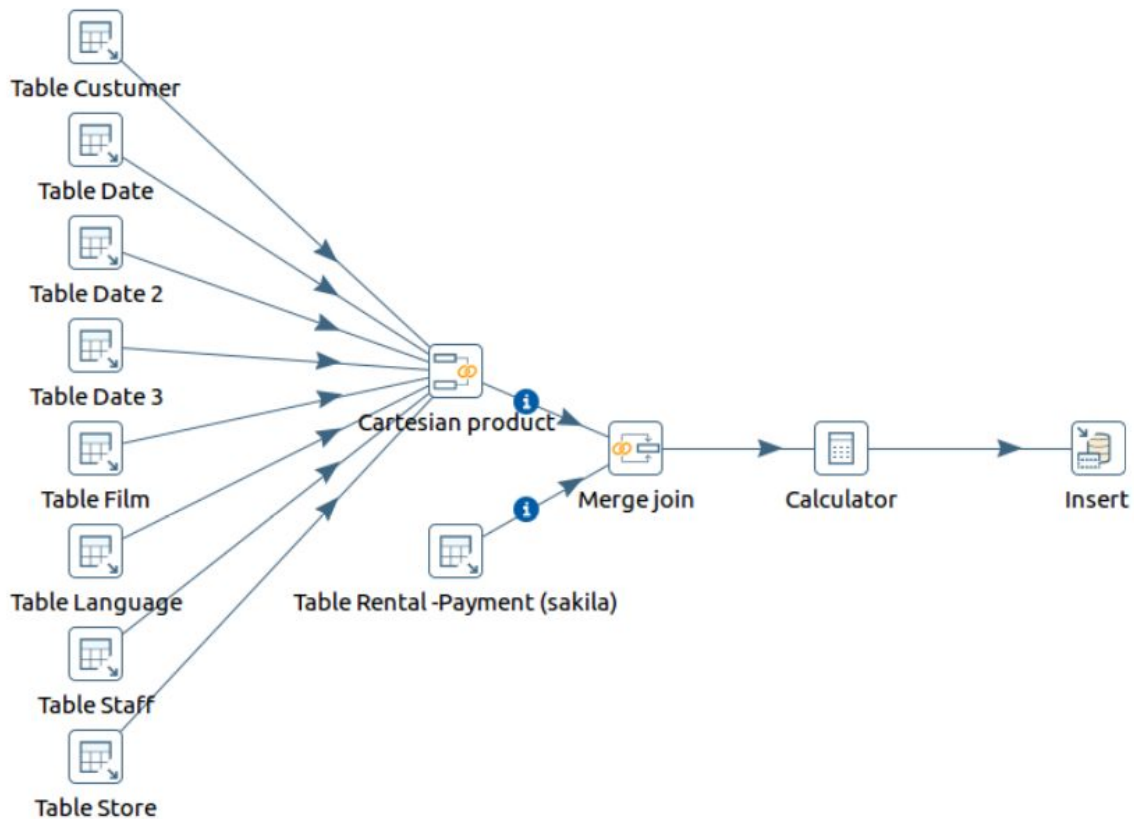 Table Custumer
Table Date
Table Date 2
Table Date 3
Cartesian product
Table Film
Merge join
Calculator
Insert
Table Language
Table Rental -Payment (sakila)
Table Staff
Table Store